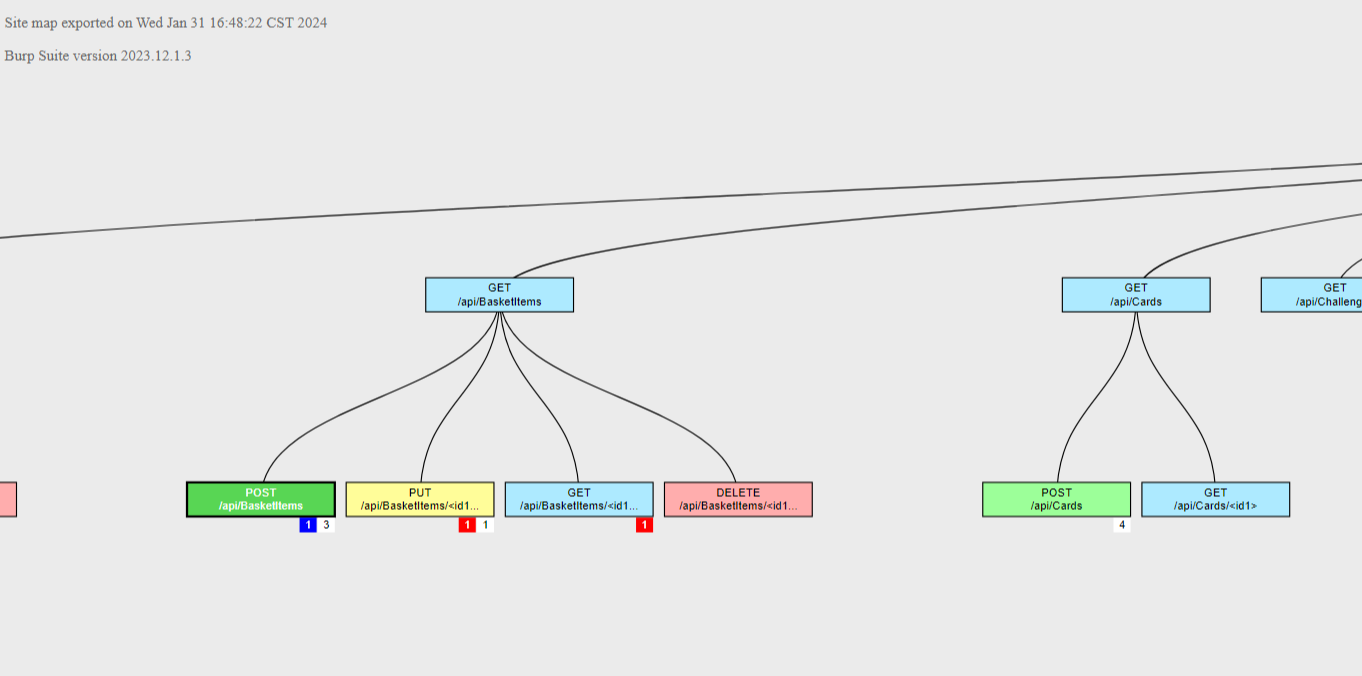 Site map exported on Wed Jan 31 16:48:22 CST 2024
Burp Suite version 2023.12.1.3
GET
/api/BasketItems
GET
/api/Cards
GET
/api/Challeng
POST
/api/BasketItems
1 3
PUT
/api/BasketItems/<id1...
1 1
GET
/api/BasketItems/<id1...
1
DELETE
/api/BasketItems/<id1...
POST
/api/Cards
4
GET
/api/Cards/<id1>